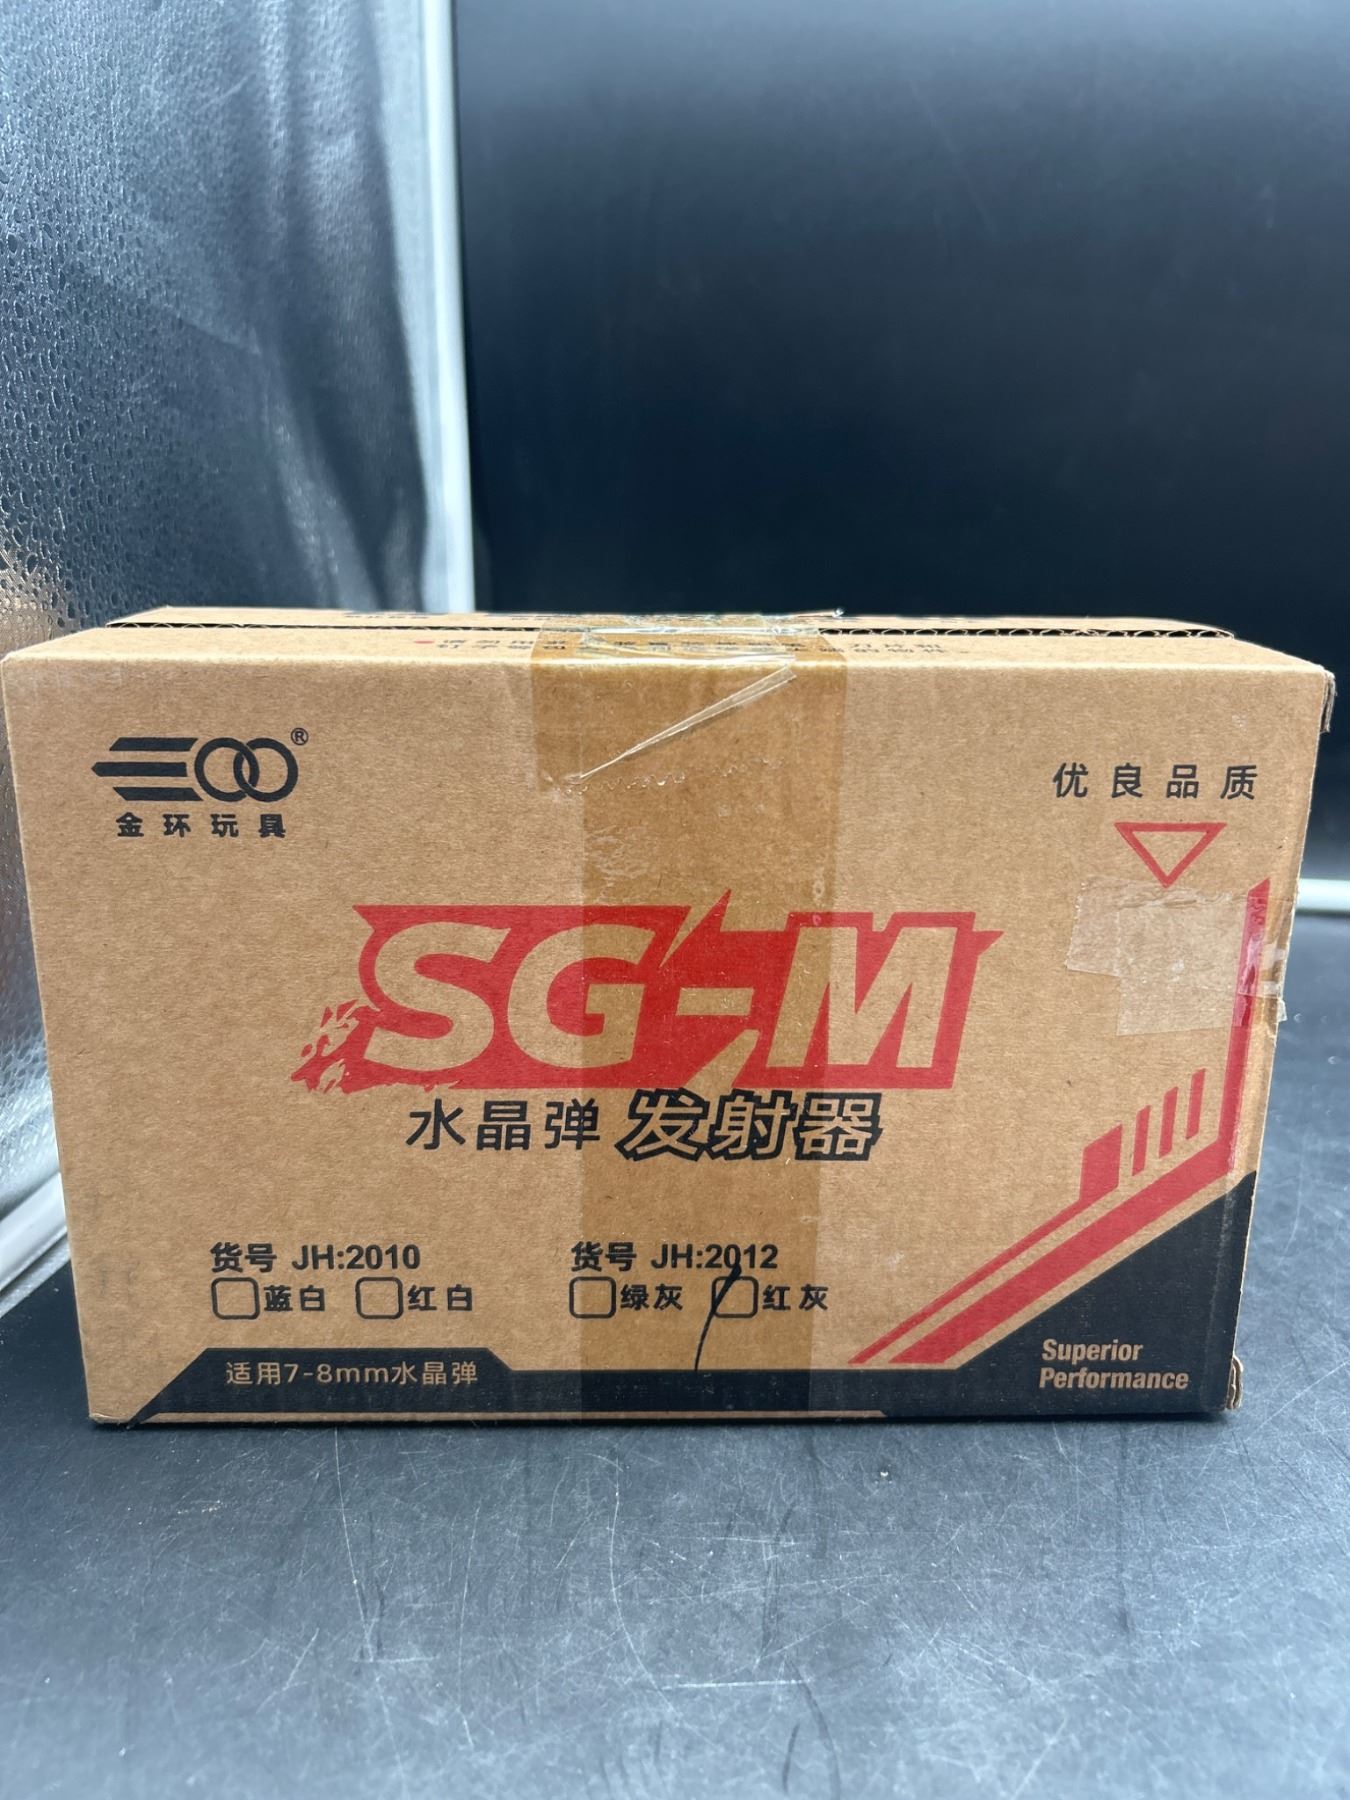 ®
金环玩具
优良品质
SG-M
水晶弹 发射器
货号 JH:2010
货号 JH:2012
蓝白 红白
绿灰 红灰
适用7-8mm水晶弹
Superior
Performance